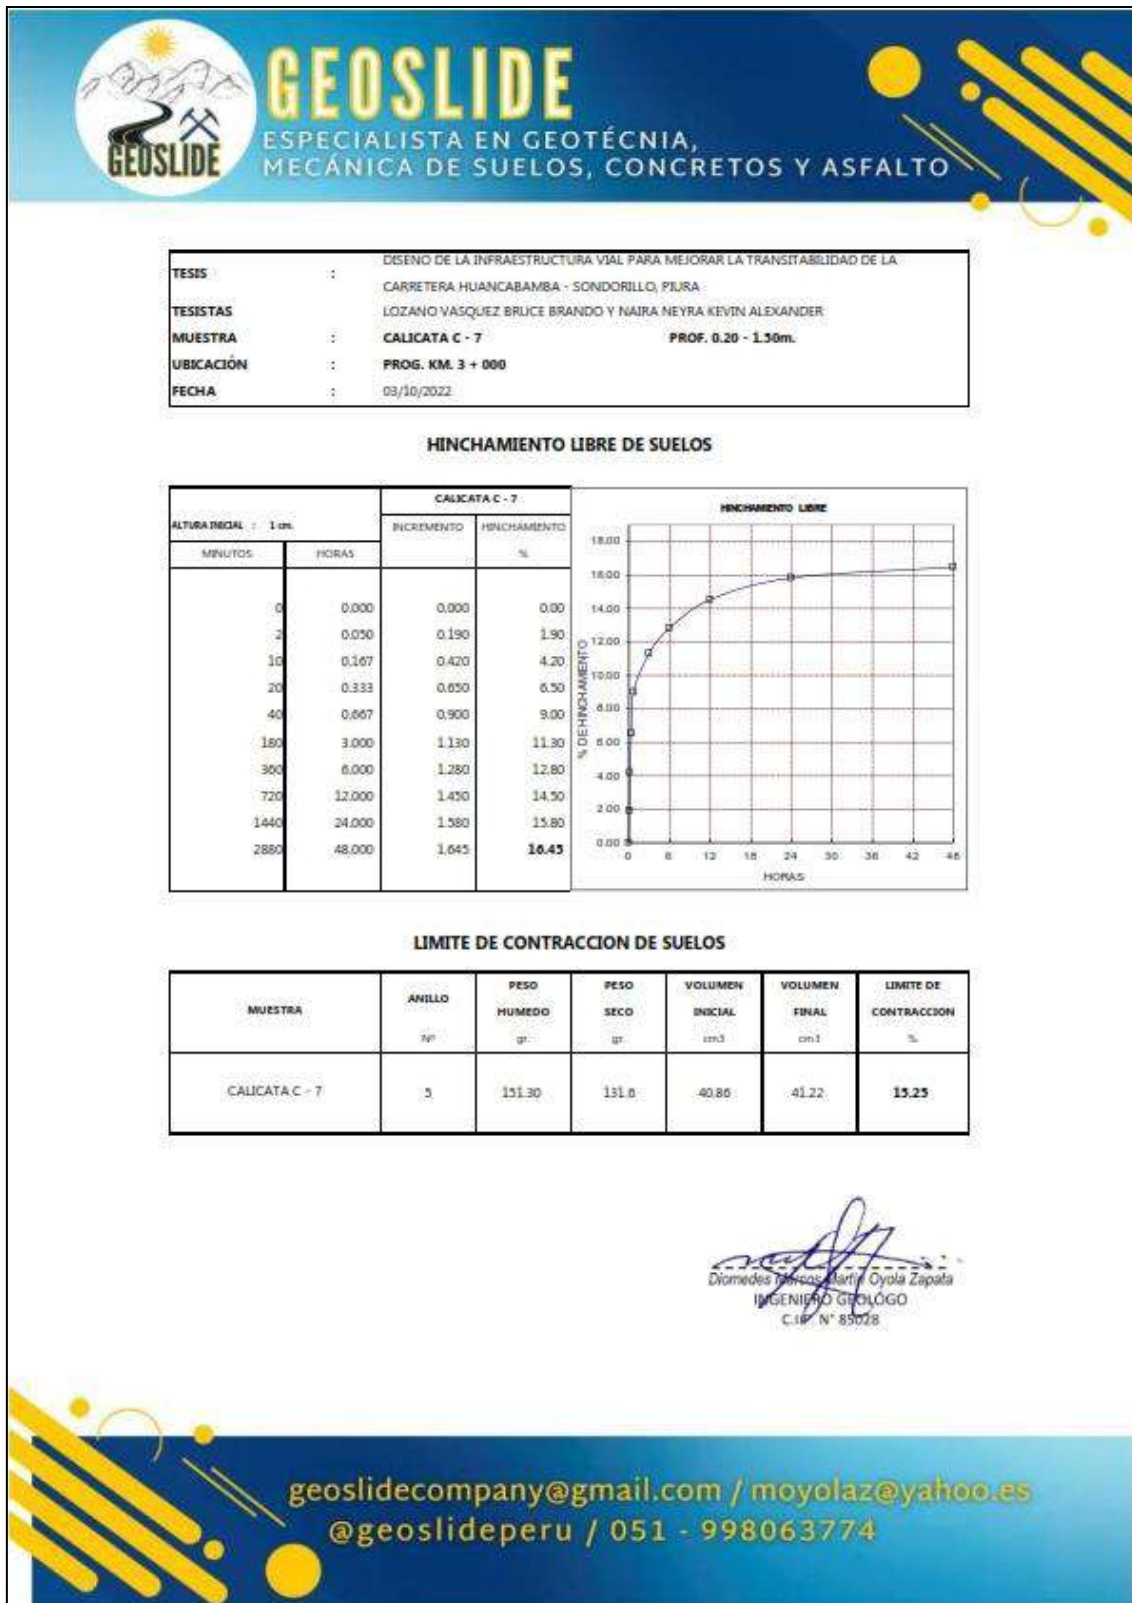 GEOSLIDE
GEOSLIDE
ESPECIALISTA EN GEOTÉCNIA,
MECÁNICA DE SUELOS, CONCRETOS Y ASFALTO
TESIS : DISENO DE LA INFRAESTRUCTURA VIAL PARA MEJORAR LA TRANSITABILIDAD DE LA
CARRETERA HUANCABAMBA - SONDORILLO, PIURA
TESISTAS LOZANO VASQUEZ BRUCE BRANDO Y NAIRA NEYRA KEVIN ALEXANDER
MUESTRA : CALICATA C - 7 PROF. 0.20 - 1.50m.
UBICACIÓN : PROG. KM. 3 + 000
FECHA : 03/10/2022
HINCHAMIENTO LIBRE DE SUELOS
CALICATA C - 7
ALTURA INICIAL : 1 cm. INCREMENTO HINCHAMIENTO
MINUTOS HORAS %
0 0.000 0.000 0.00
2 0.050 0.190 1.90
10 0.167 0.420 4.20
20 0.333 0.650 6.50
40 0.667 0.900 9.00
180 3.000 1.130 11.30
360 6.000 1.280 12.80
720 12.000 1.450 14.50
1440 24.000 1.580 15.80
2880 48.000 1.645 16.45
HINCHAMIENTO LIBRE
% DE HINCHAMIENTO
18.00
16.00
14.00
12.00
10.00
8.00
6.00
4.00
2.00
0.00
0 6 12 18 24 30 36 42 48
HORAS
LIMITE DE CONTRACCION DE SUELOS
MUESTRA ANILLO PESO PESO VOLUMEN VOLUMEN LIMITE DE
HUMEDO SECO INICIAL FINAL CONTRACCION
Nº gr. gr. cm3 cm3 %
CALICATA C - 7 5 151.30 131.6 40.86 41.22 15.25
Diomedes Marcos Martin Oyola Zapata
INGENIERO GEOLÓGO
C.I.P. N° 85028
geoslidecompany@gmail.com / moyolaz@yahoo.es
@geoslideperu / 051 - 998063774